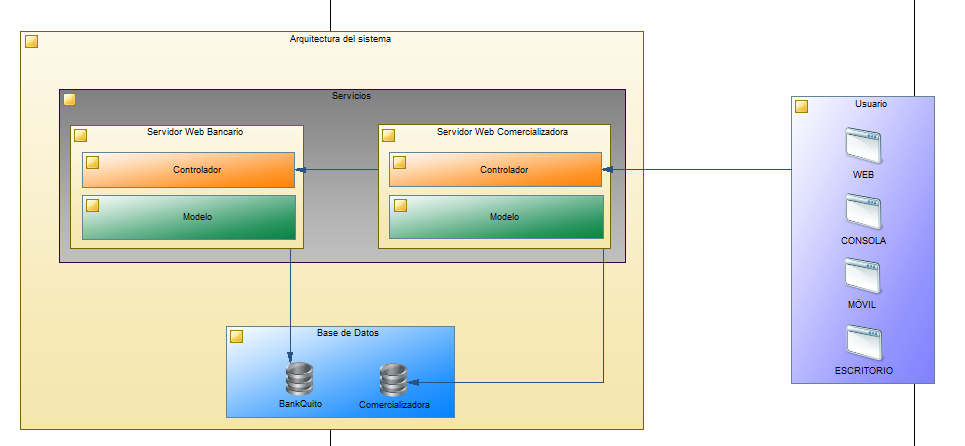 Arquitectura del sistema
Servicios
Servidor Web Bancario
Controlador
Modelo
Servidor Web Comercializadora
Controlador
Modelo
Base de Datos
BankQuito
Comercializadora
Usuario
WEB
CONSOLA
MÓVIL
ESCRITORIO